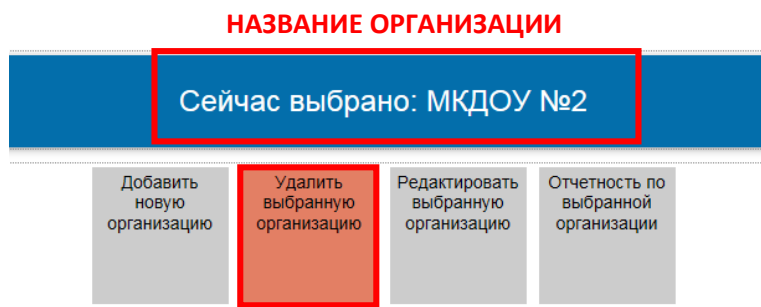 НАЗВАНИЕ ОРГАНИЗАЦИИ
Сейчас выбрано: МКДОУ №2
Добавить
новую
организацию
Удалить
выбранную
организацию
Редактировать
выбранную
организацию
Отчетность по
выбранной
организации